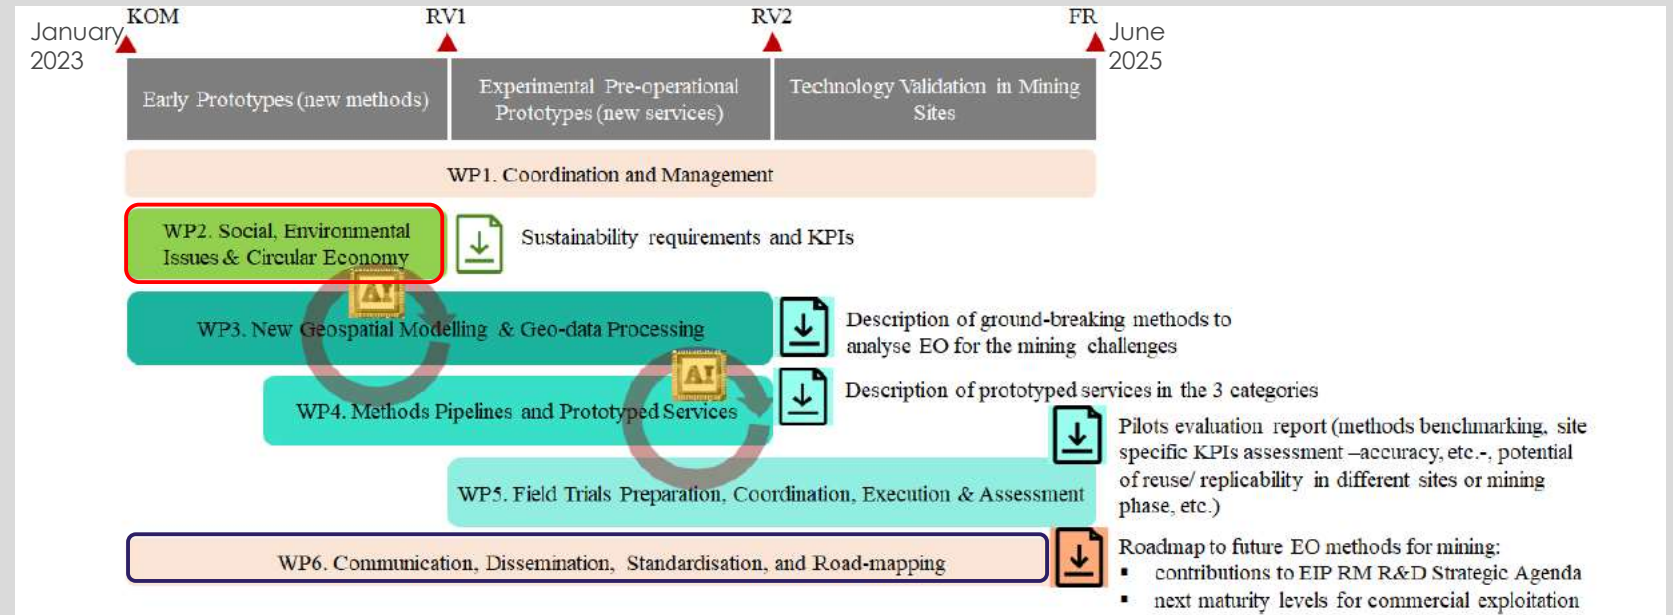 KOM RV1 RV2 FR
January
2023
June
2025
Early Prototypes (new methods)
Experimental Pre-operational
Prototypes (new services)
Technology Validation in Mining
Sites
WP1. Coordination and Management
WP2. Social, Environmental
Issues & Circular Economy
Sustainability requirements and KPIs
AI
WP3. New Geospatial Modelling & Geo-data Processing
Description of ground-breaking methods to
analyse EO for the mining challenges
AI
WP4. Methods Pipelines and Prototyped Services
Description of prototyped services in the 3 categories
Pilots evaluation report (methods benchmarking, site
specific KPIs assessment –accuracy, etc.-, potential
of reuse/ replicability in different sites or mining
phase, etc.)
WP5. Field Trials Preparation, Coordination, Execution & Assessment
WP6. Communication, Dissemination, Standardisation, and Road-mapping
Roadmap to future EO methods for mining:
▪ contributions to EIP RM R&D Strategic Agenda
▪ next maturity levels for commercial exploitation